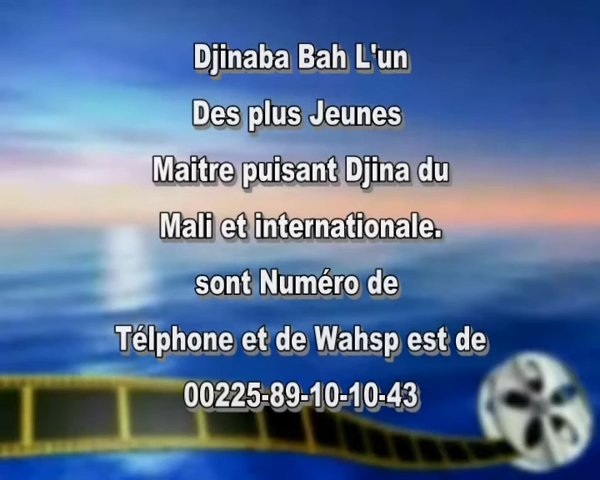 Djinaba Bah L'un
Des plus Jeunes
Maitre puisant Djina du
Mali et internationale.
sont Numéro de
Télphone et de Wahsp est de
00225-89-10-10-43